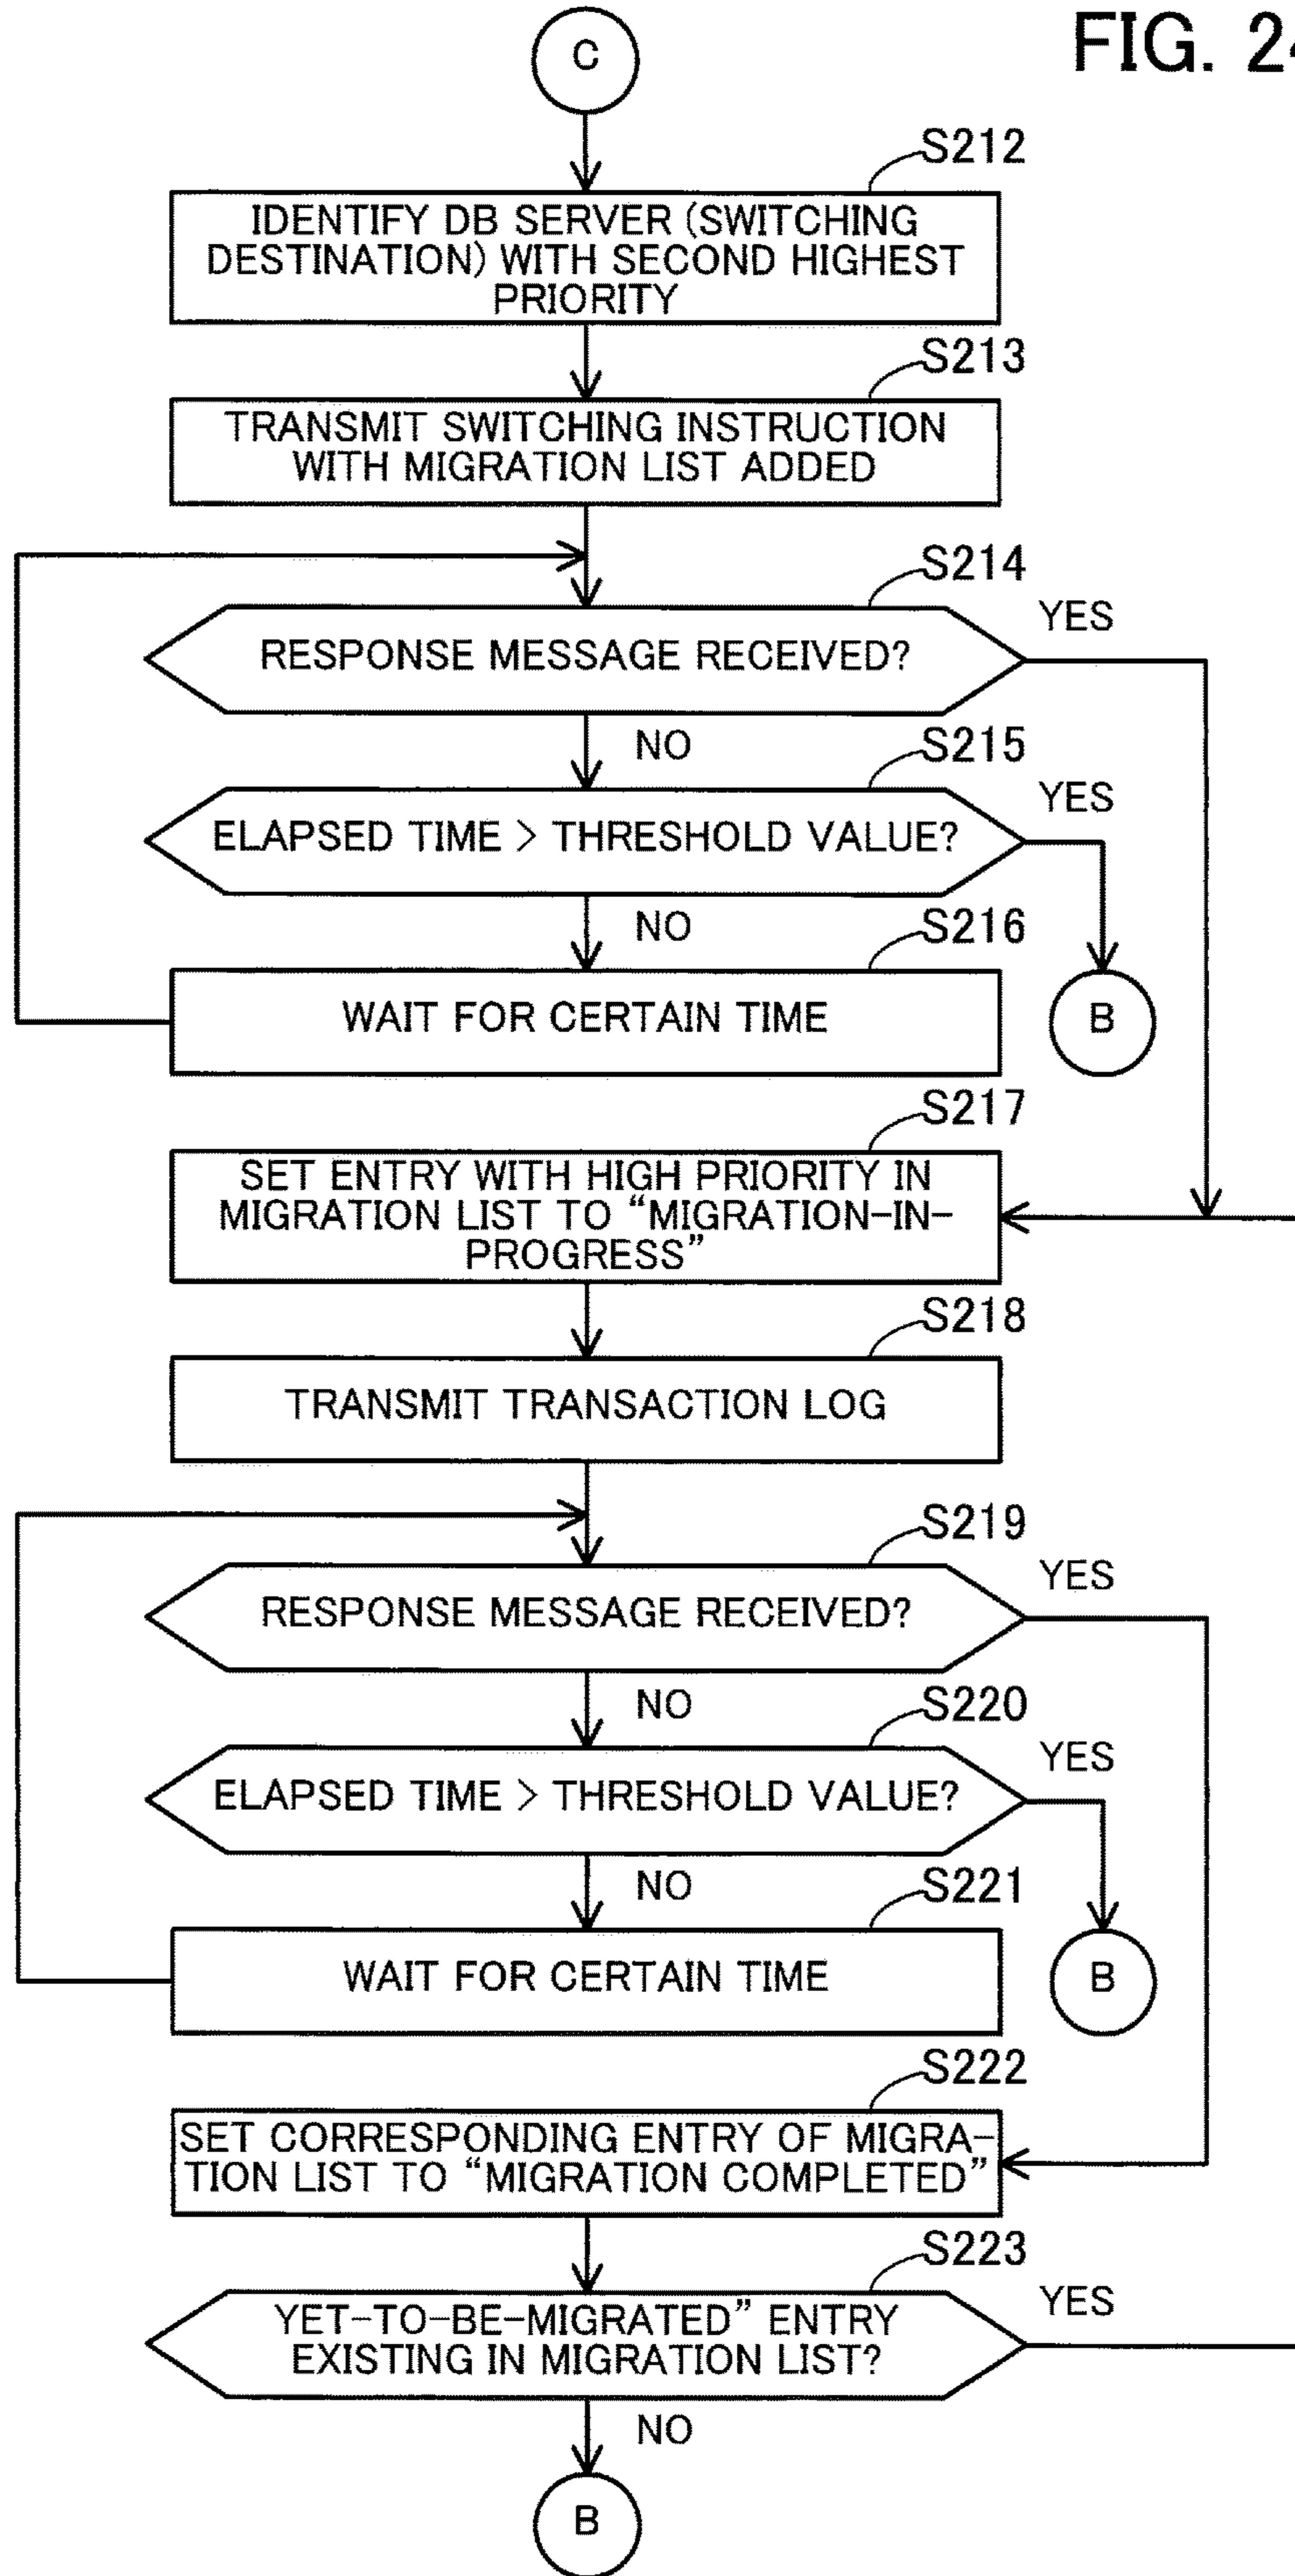 FIG. 24
C
S212
IDENTIFY DB SERVER (SWITCHING
DESTINATION) WITH SECOND HIGHEST
PRIORITY
S213
TRANSMIT SWITCHING INSTRUCTION
WITH MIGRATION LIST ADDED
S214
YES
RESPONSE MESSAGE RECEIVED?
NO
S215
YES
ELAPSED TIME > THRESHOLD VALUE?
NO
S216
WAIT FOR CERTAIN TIME
B
S217
SET ENTRY WITH HIGH PRIORITY IN
MIGRATION LIST TO “MIGRATION-IN-
PROGRESS”
S218
TRANSMIT TRANSACTION LOG
S219
YES
RESPONSE MESSAGE RECEIVED?
NO
S220
YES
ELAPSED TIME > THRESHOLD VALUE?
NO
S221
WAIT FOR CERTAIN TIME
B
S222
SET CORRESPONDING ENTRY OF MIGRA-
TION LIST TO “MIGRATION COMPLETED”
S223
YES
YET-TO-BE-MIGRATED” ENTRY
EXISTING IN MIGRATION LIST?
NO
B